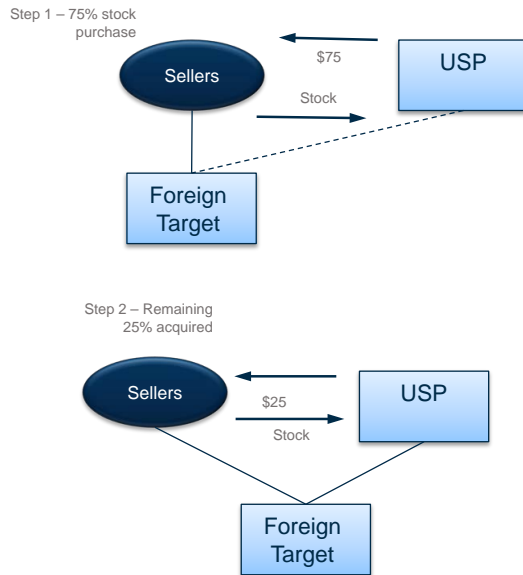 Step 1 – 75% stock
purchase
$75
USP
Sellers
Stock
Foreign
Target
Step 2 – Remaining
25% acquired
Sellers
$25
USP
Stock
Foreign
Target